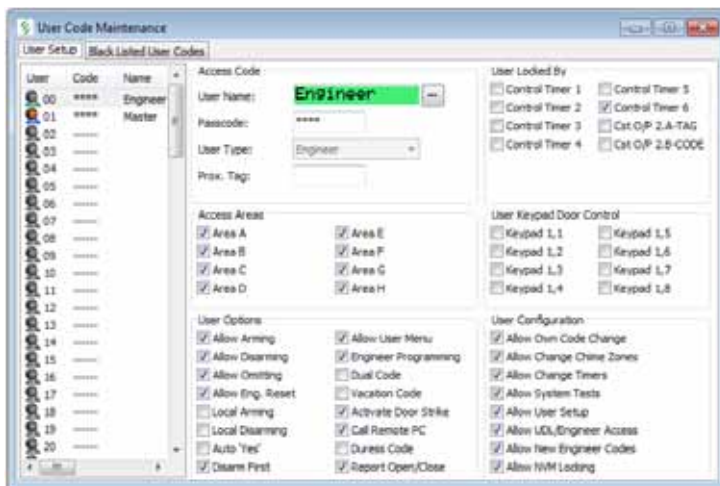 User Code Maintenance
User Setup Black Listed User Codes
User Code Name
00 **** Engineer
01 **** Master
02 ------
03 ------
04 ------
05 ------
06 ------
07 ------
08 ------
09 ------
10 ------
11 ------
12 ------
13 ------
14 ------
15 ------
16 ------
17 ------
18 ------
19 ------
20 ------
Access Code
User Name: Engineer
Passcode: ****
User Type: Engineer
Prox. Tag:
User Locked By
Control Timer 1 Control Timer 5
Control Timer 2 Control Timer 6
Control Timer 3 Cst O/P 2.A-TAG
Control Timer 4 Cst O/P 2.B-CODE
Access Areas
Area A Area E
Area B Area F
Area C Area G
Area D Area H
User Keypad Door Control
Keypad 1,1 Keypad 1,5
Keypad 1,2 Keypad 1,6
Keypad 1,3 Keypad 1,7
Keypad 1,4 Keypad 1,8
User Options
Allow Arming Allow User Menu
Allow Disarming Engineer Programming
Allow Omitting Dual Code
Allow Eng. Reset Vacation Code
Local Arming Activate Door Strike
Local Disarming Call Remote PC
Auto 'Yes' Duress Code
Disarm First Report Open/Close
User Configuration
Allow Own Code Change
Allow Change Chime Zones
Allow Change Timers
Allow System Tests
Allow User Setup
Allow UDL/Engineer Access
Allow New Engineer Codes
Allow NVM Locking